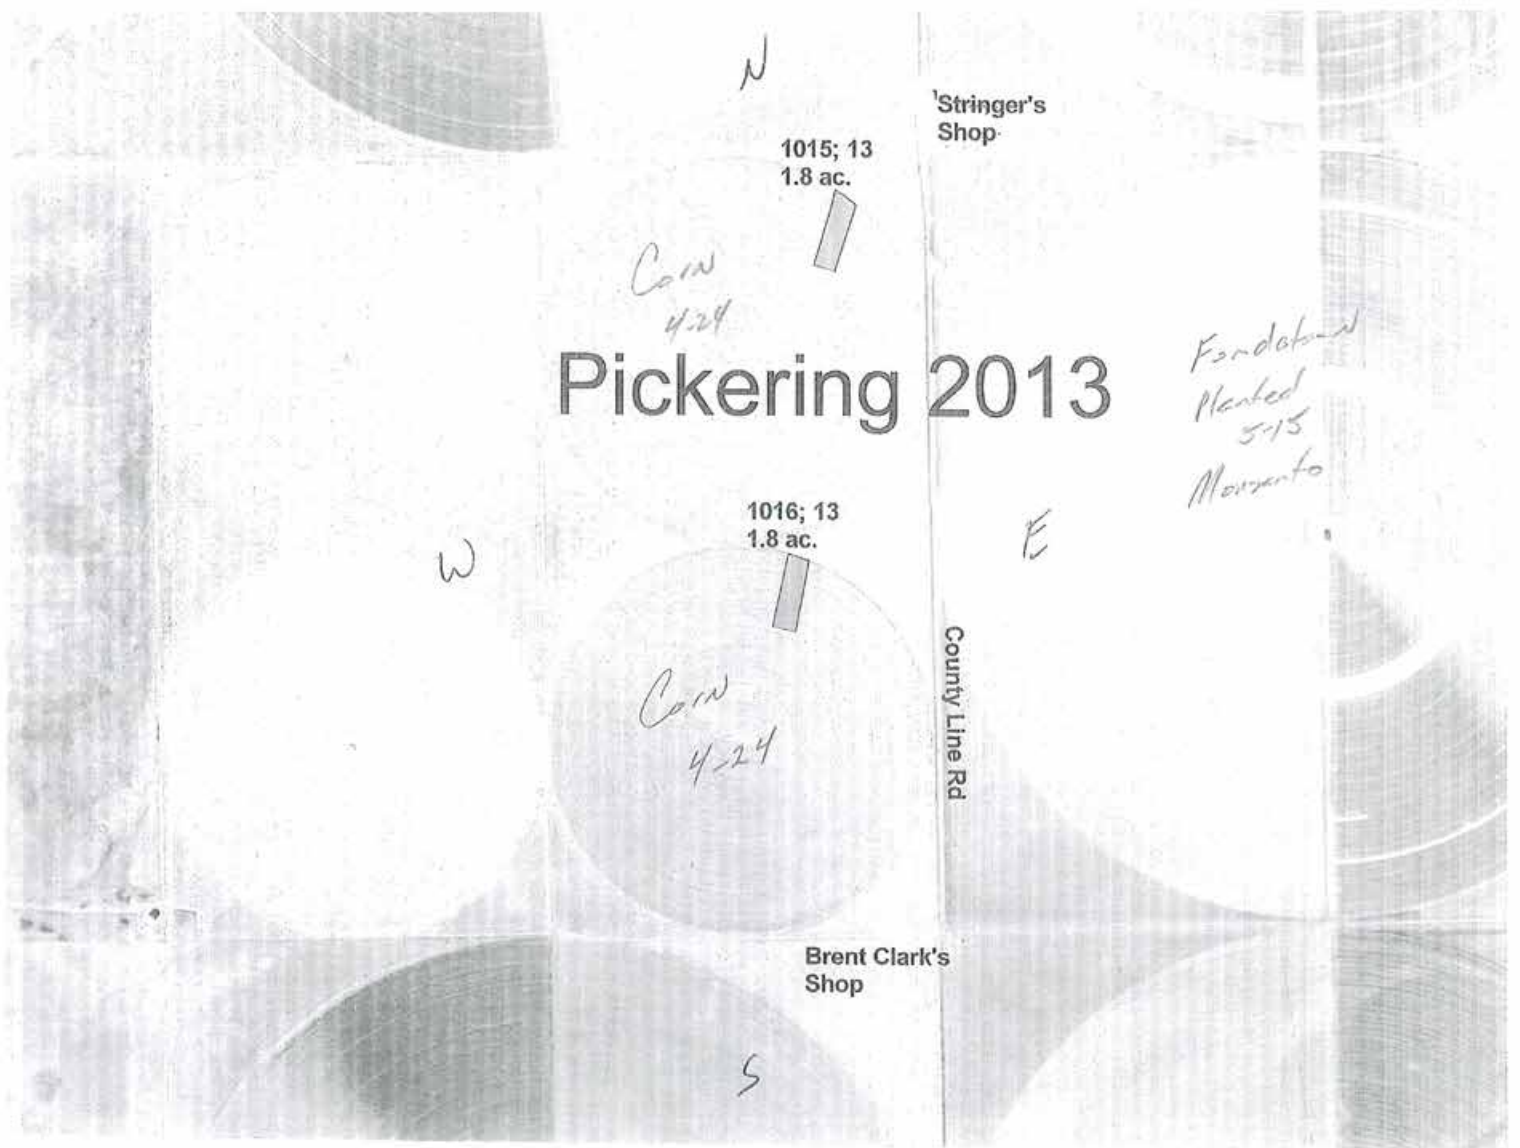 N
Stringer's
Shop
1015; 13
1.8 ac.
Corn
4-24
Pickering 2013
Planted
5-15
Monsanto
1016; 13
1.8 ac.
E
W
County Line Rd
Corn
4-24
Brent Clark's
Shop
S